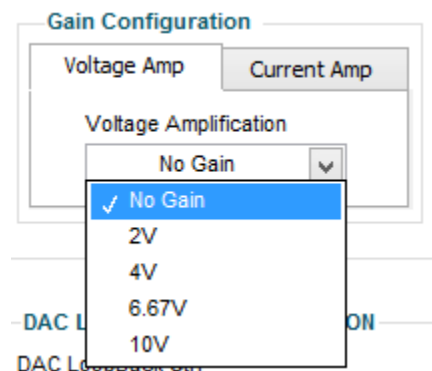 Gain Configuration
Voltage Amp Current Amp
Voltage Amplification
No Gain
✓ No Gain
2V
4V
6.67V
10V
DAC L ON
DAC